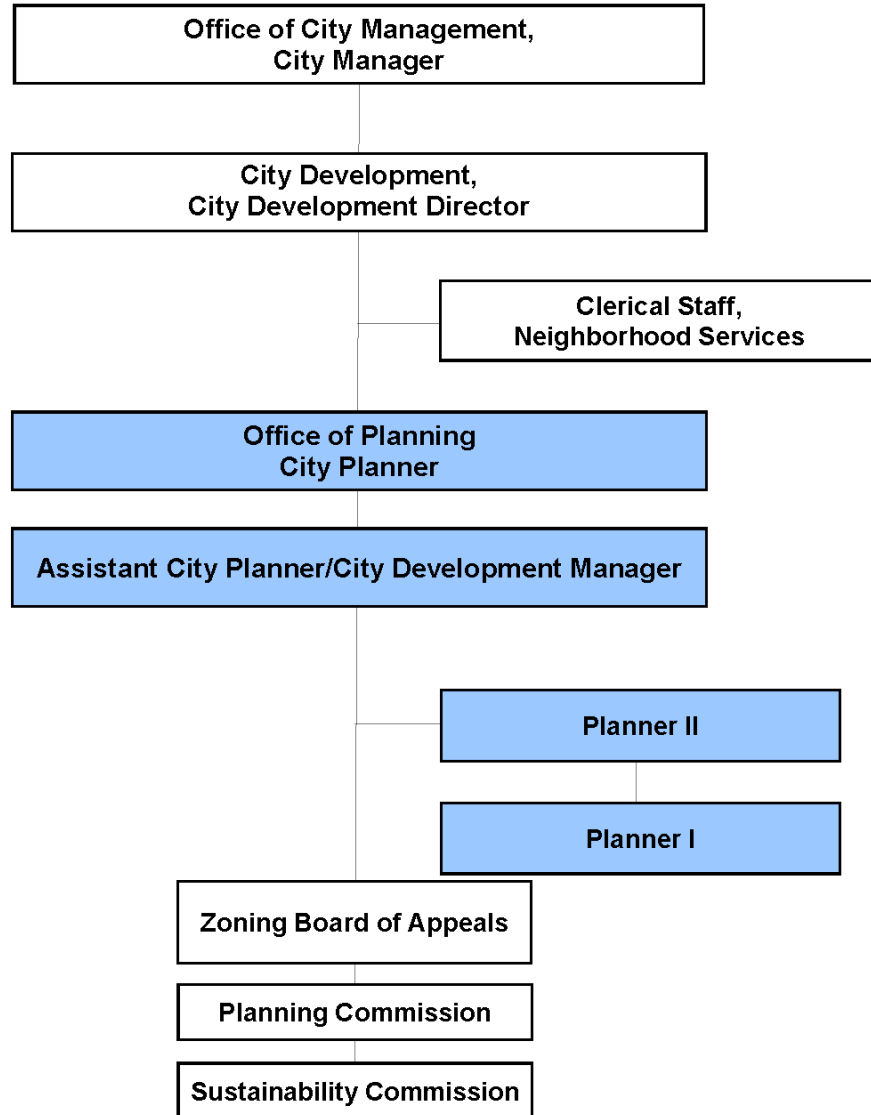 Office of City Management,
City Manager
City Development,
City Development Director
Clerical Staff,
Neighborhood Services
Office of Planning
City Planner
Assistant City Planner/City Development Manager
Planner II
Planner I
Zoning Board of Appeals
Planning Commission
Sustainability Commission